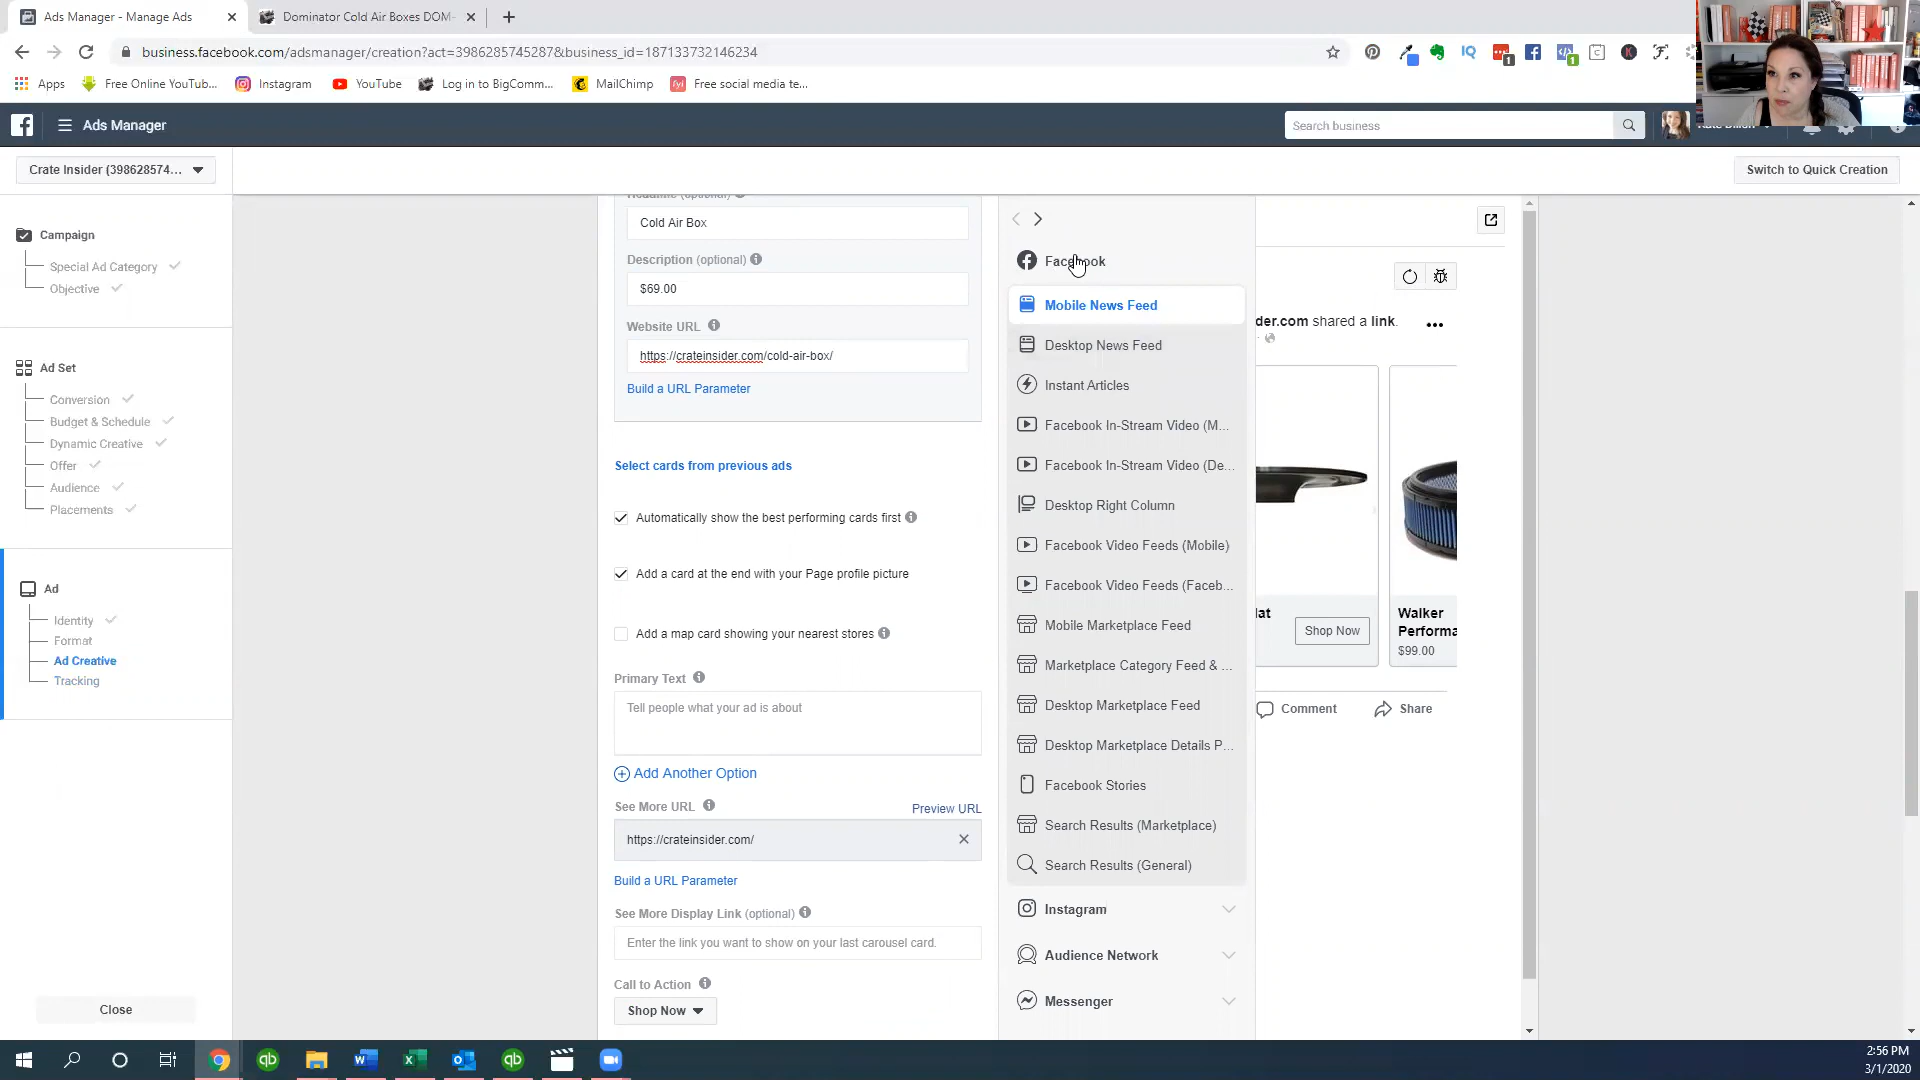 Ads Manager - Manage Ads
Dominator Cold Air Boxes DOM-
business.facebook.com/adsmanager/creation?act=3986285745287&business_id=187133732146234
Apps
Free Online YouTub...
Instagram
YouTube
Log in to BigComm...
MailChimp
Free social media te...
Ads Manager
Search business
Crate Insider (398628574...
Switch to Quick Creation
Campaign
Special Ad Category
Objective
Ad Set
Conversion
Budget & Schedule
Dynamic Creative
Offer
Audience
Placements
Ad
Identity
Format
Ad Creative
Tracking
Close
Cold Air Box
Description (optional)
$69.00
Website URL
https://crateinsider.com/cold-air-box/
Build a URL Parameter
Select cards from previous ads
Automatically show the best performing cards first
Add a card at the end with your Page profile picture
Add a map card showing your nearest stores
Primary Text
Tell people what your ad is about
Add Another Option
See More URL
Preview URL
https://crateinsider.com/
Build a URL Parameter
See More Display Link (optional)
Enter the link you want to show on your last carousel card.
Call to Action
Shop Now
Facebook
Mobile News Feed
Desktop News Feed
Instant Articles
Facebook In-Stream Video (M...
Facebook In-Stream Video (De...
Desktop Right Column
Facebook Video Feeds (Mobile)
Facebook Video Feeds (Faceb...
Mobile Marketplace Feed
Marketplace Category Feed & ...
Desktop Marketplace Feed
Desktop Marketplace Details P...
Facebook Stories
Search Results (Marketplace)
Search Results (General)
Instagram
Audience Network
Messenger
der.com shared a link.
lat
Shop Now
Walker
Performa
$99.00
Comment
Share
2:56 PM
3/1/2020